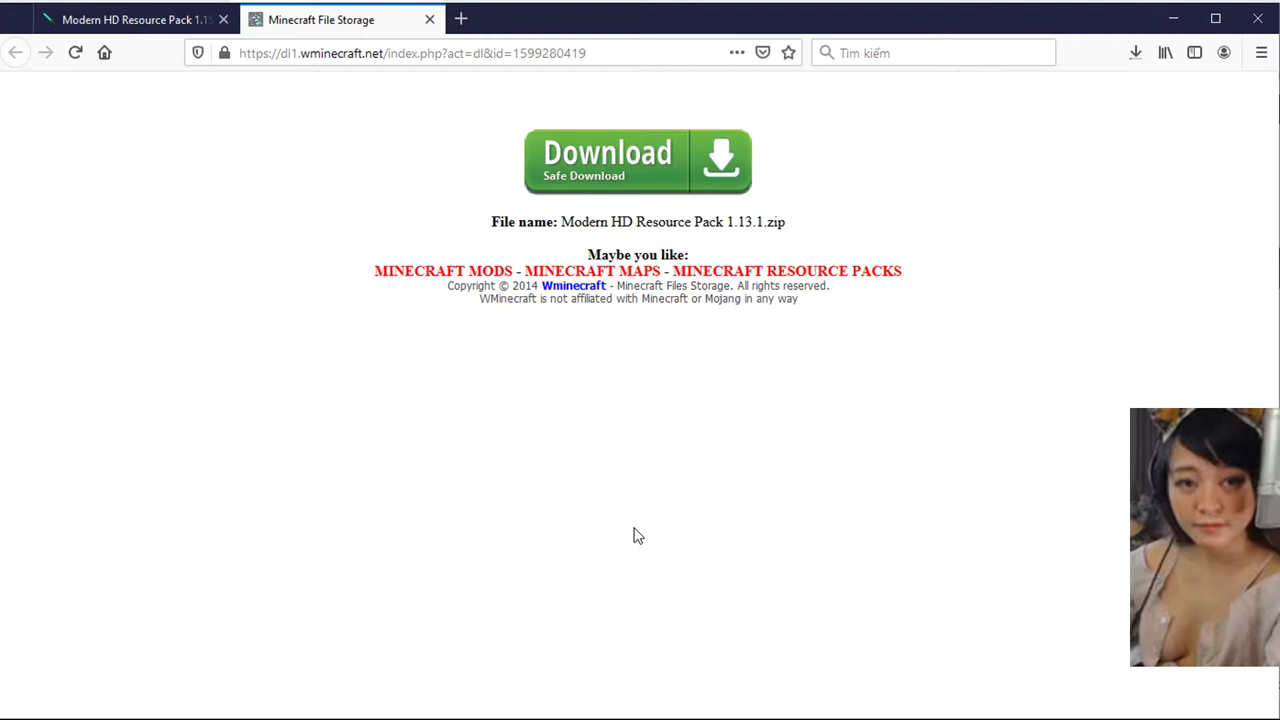 Modern HD Resource Pack 1.15
Minecraft File Storage
https://dl1.wminecraft.net/index.php?act=dl&id=1599280419
Tìm kiếm
Download
Safe Download
File name: Modern HD Resource Pack 1.13.1.zip
Maybe you like:
MINECRAFT MODS - MINECRAFT MAPS - MINECRAFT RESOURCE PACKS
Copyright © 2014 Wminecraft - Minecraft Files Storage. All rights reserved.
WMinecraft is not affiliated with Minecraft or Mojang in any way